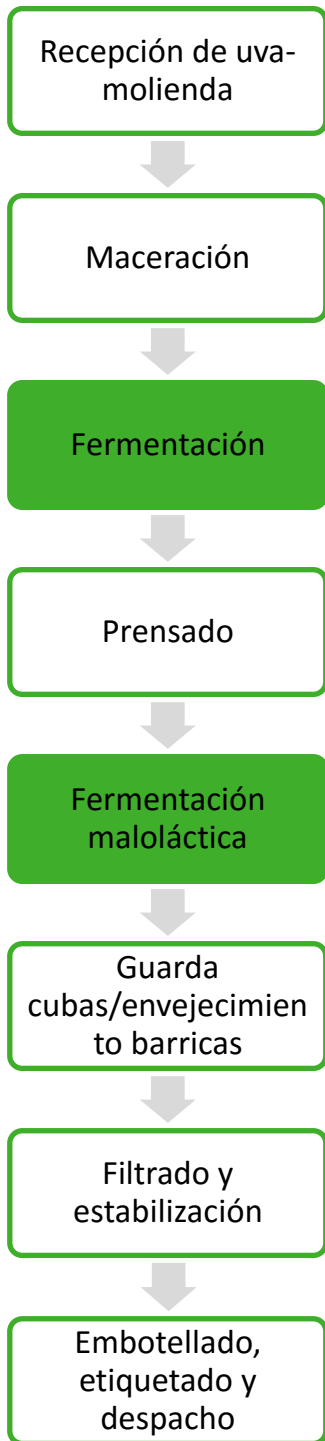 Recepción de uva-
molienda
Maceración
Fermentación
Prensado
Fermentación
maloláctica
Guarda
cubas/envejecimien
to barricas
Filtrado y
estabilización
Embotellado,
etiquetado y
despacho